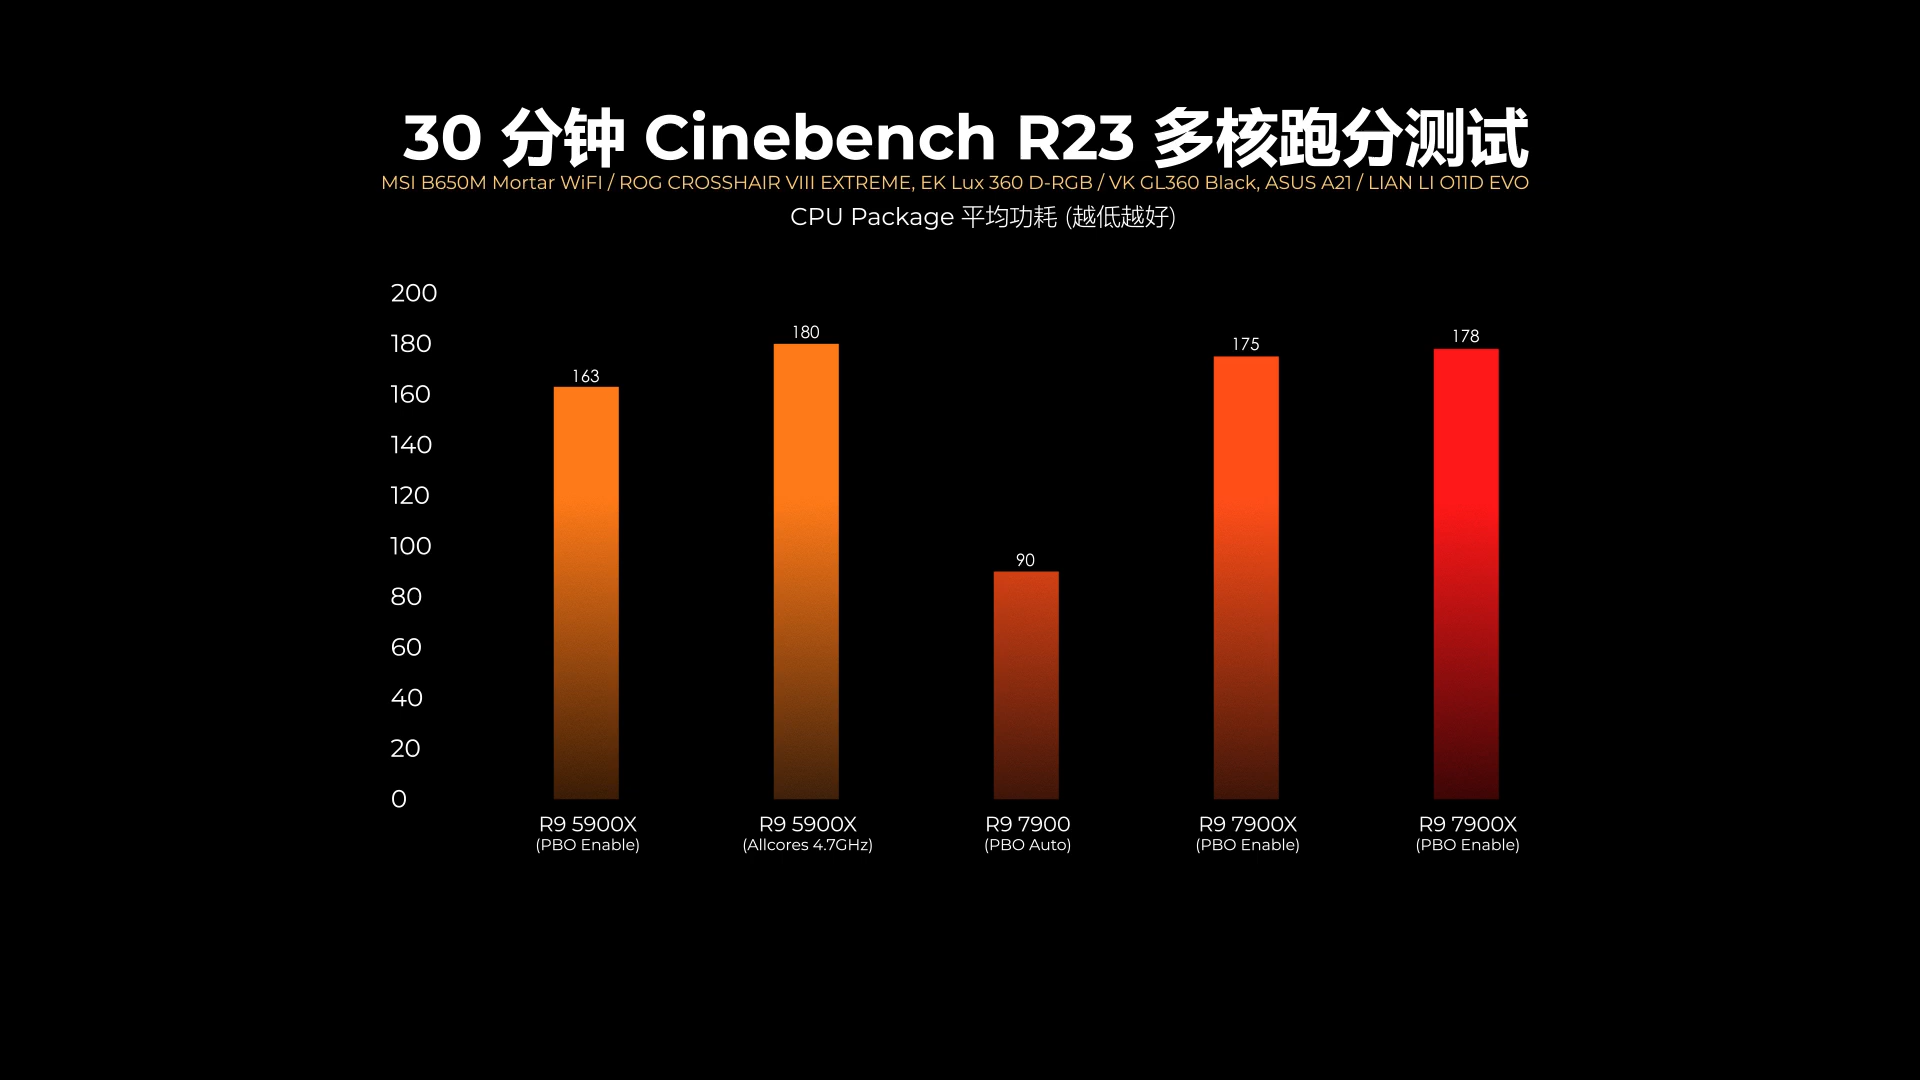 30 分钟 Cinebench R23 多核跑分测试
MSI B650M Mortar WiFI / ROG CROSSHAIR VIII EXTREME, EK Lux 360 D-RGB / VK GL360 Black, ASUS A21 / LIAN LI O11D EVO
CPU Package 平均功耗 (越低越好)
200
180
160
140
120
100
80
60
40
20
0
163
180
90
175
178
R9 5900X
(PBO Enable)
R9 5900X
(Allcores 4.7GHz)
R9 7900
(PBO Auto)
R9 7900X
(PBO Enable)
R9 7900X
(PBO Enable)